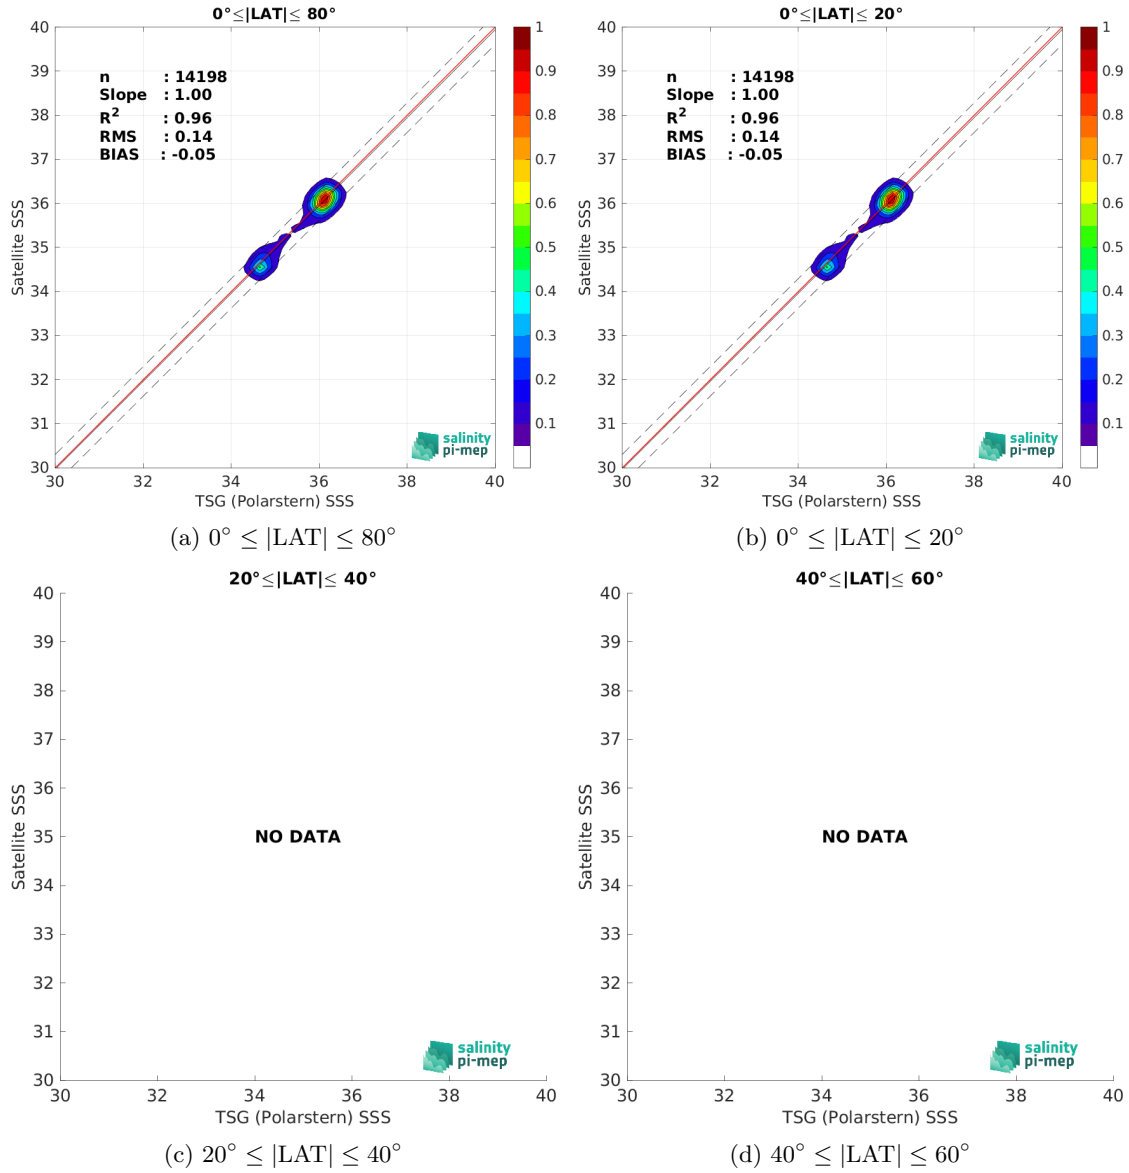 0°≤|LAT|≤ 80°
40
39
38
37
36
35
34
33
32
31
30
Satellite SSS
n : 14198
Slope : 1.00
R² : 0.96
RMS : 0.14
BIAS : -0.05
salinity
pi-mep
30 32 34 36 38 40
TSG (Polarstern) SSS
1
0.9
0.8
0.7
0.6
0.5
0.4
0.3
0.2
0.1
(a) 0° ≤ |LAT| ≤ 80°
0°≤|LAT|≤ 20°
40
39
38
37
36
35
34
33
32
31
30
Satellite SSS
n : 14198
Slope : 1.00
R² : 0.96
RMS : 0.14
BIAS : -0.05
salinity
pi-mep
30 32 34 36 38 40
TSG (Polarstern) SSS
1
0.9
0.8
0.7
0.6
0.5
0.4
0.3
0.2
0.1
(b) 0° ≤ |LAT| ≤ 20°
20°≤|LAT|≤ 40°
40
39
38
37
36
35
34
33
32
31
30
Satellite SSS
NO DATA
salinity
pi-mep
30 32 34 36 38 40
TSG (Polarstern) SSS
(c) 20° ≤ |LAT| ≤ 40°
40°≤|LAT|≤ 60°
40
39
38
37
36
35
34
33
32
31
30
Satellite SSS
NO DATA
salinity
pi-mep
30 32 34 36 38 40
TSG (Polarstern) SSS
(d) 40° ≤ |LAT| ≤ 60°